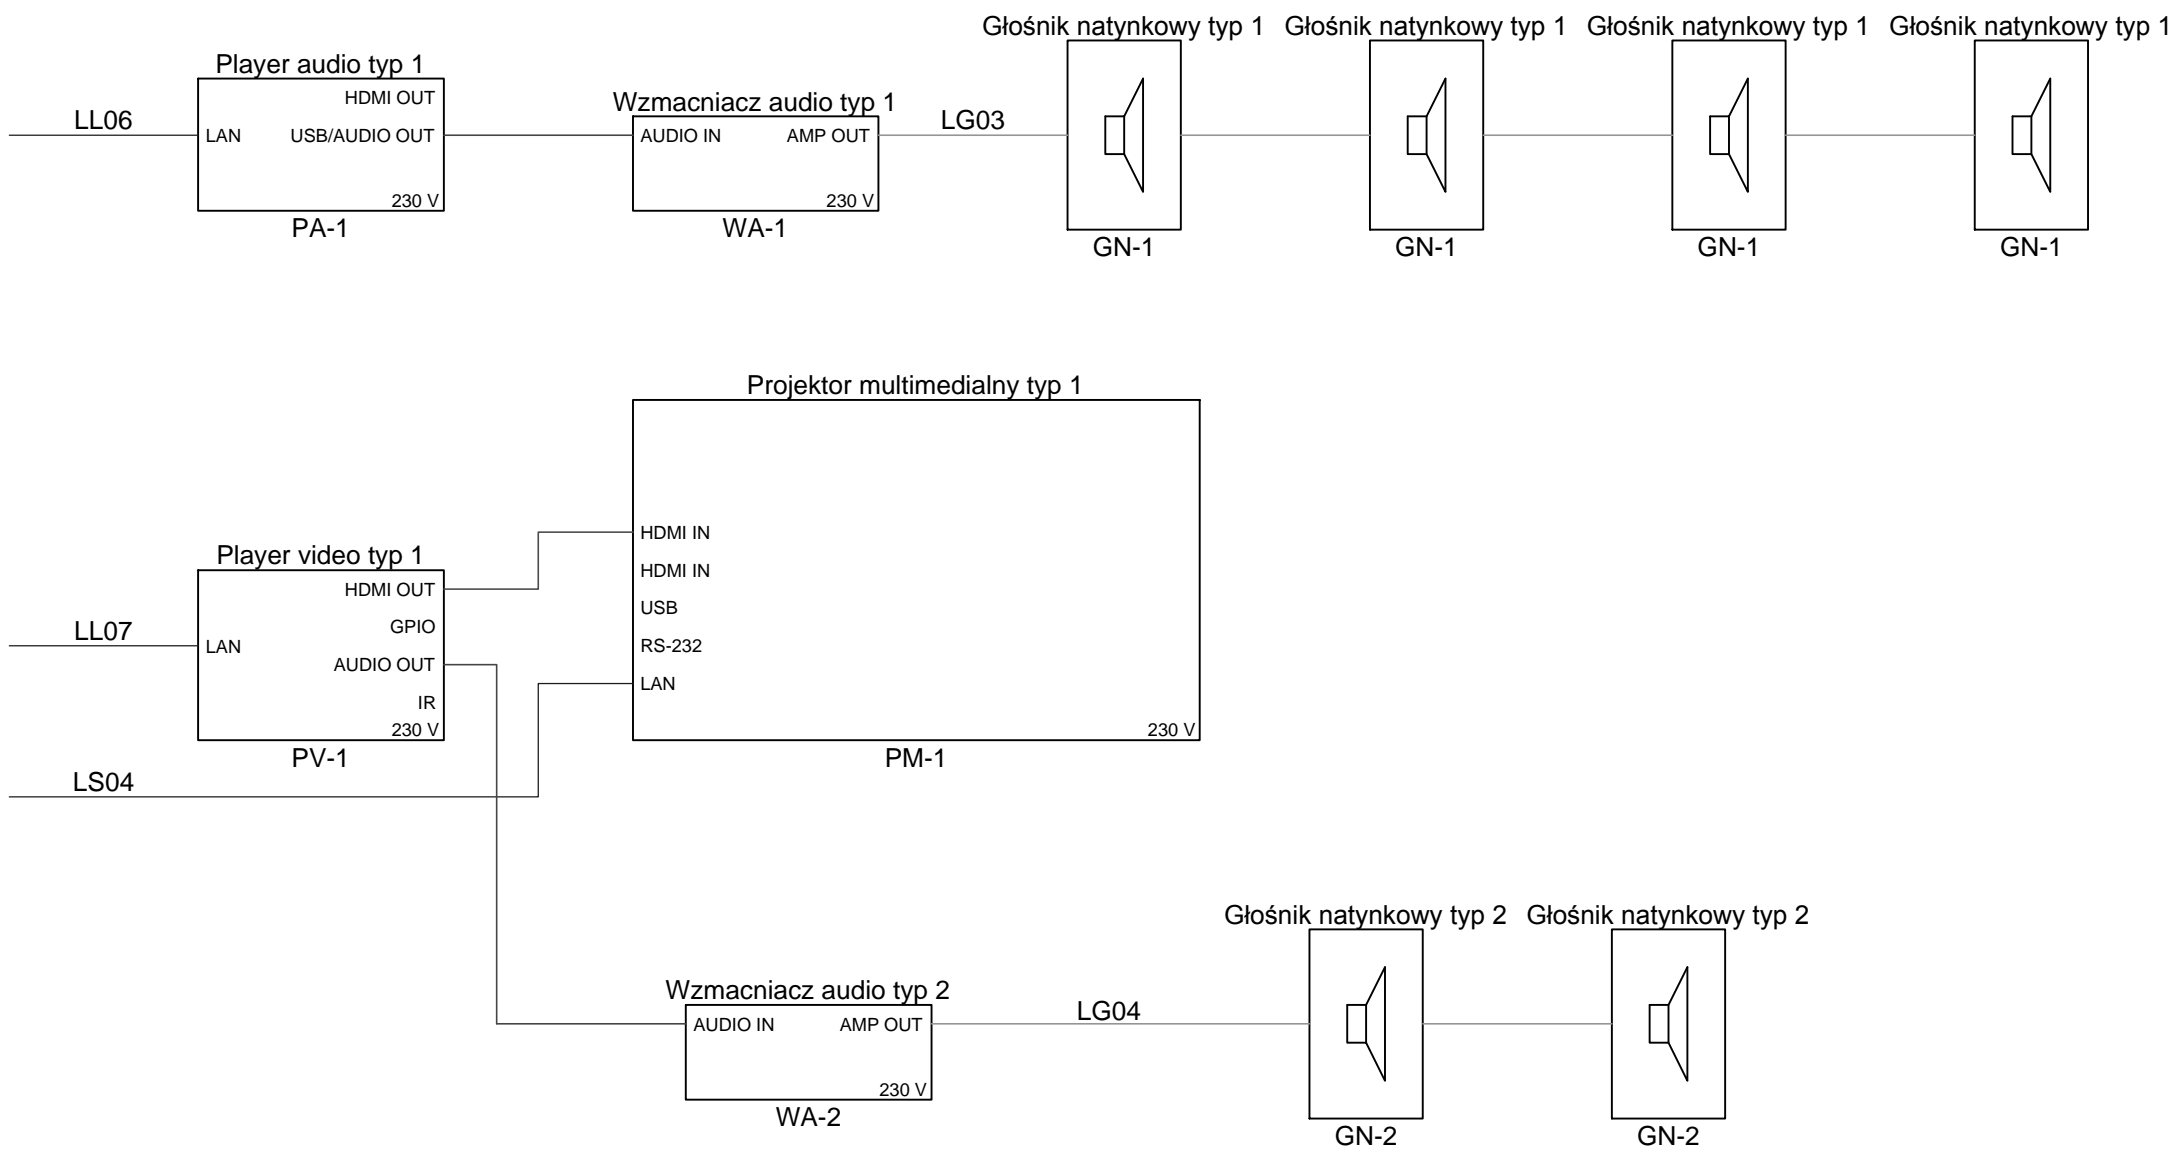 Głośnik natynkowy typ 1 Głośnik natynkowy typ 1 Głośnik natynkowy typ 1 Głośnik natynkowy typ 1
Player audio typ 1
HDMI OUT
Wzmacniacz audio typ 1
LL06
LG03
LAN USB/AUDIO OUT
AUDIO IN AMP OUT
230 V
230 V
PA-1
WA-1
GN-1 GN-1 GN-1 GN-1
Projektor multimedialny typ 1
HDMI IN
HDMI IN
USB
RS-232
LAN
230 V
PM-1
Player video typ 1
HDMI OUT
GPIO
LL07
LAN
AUDIO OUT
IR
230 V
PV-1
LS04
Głośnik natynkowy typ 2 Głośnik natynkowy typ 2
Wzmacniacz audio typ 2
LG04
AUDIO IN AMP OUT
230 V
WA-2
GN-2 GN-2